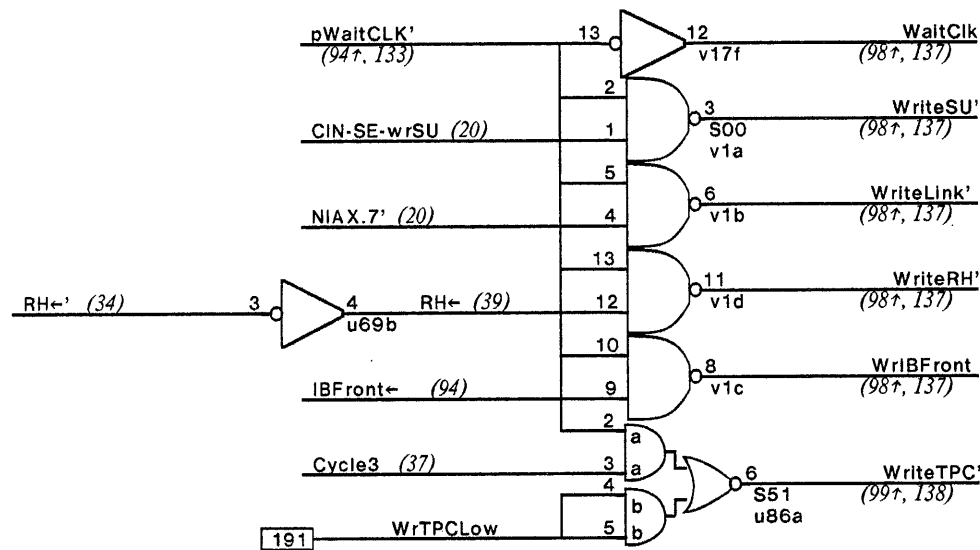 pWaitCLK' 13 12 WaitClk
(94↑, 133) v17f (98↑, 137)
2 3 WriteSU'
CIN-SE-wrSU (20) 1 S00 (98↑, 137)
v1a
5 6 WriteLink'
NIAX.7' (20) 4 v1b (98↑, 137)
13 11 WriteRH'
RH←' (34) 3 4 RH← (39) 12 v1d (98↑, 137)
u69b
10 8 WrIBFront
IBFront← (94) 9 v1c (98↑, 137)
2 a
Cycle3 (37) 3 a 6 WriteTPC'
4 b S51 (99↑, 138)
191 WrTPCLow 5 b u86a